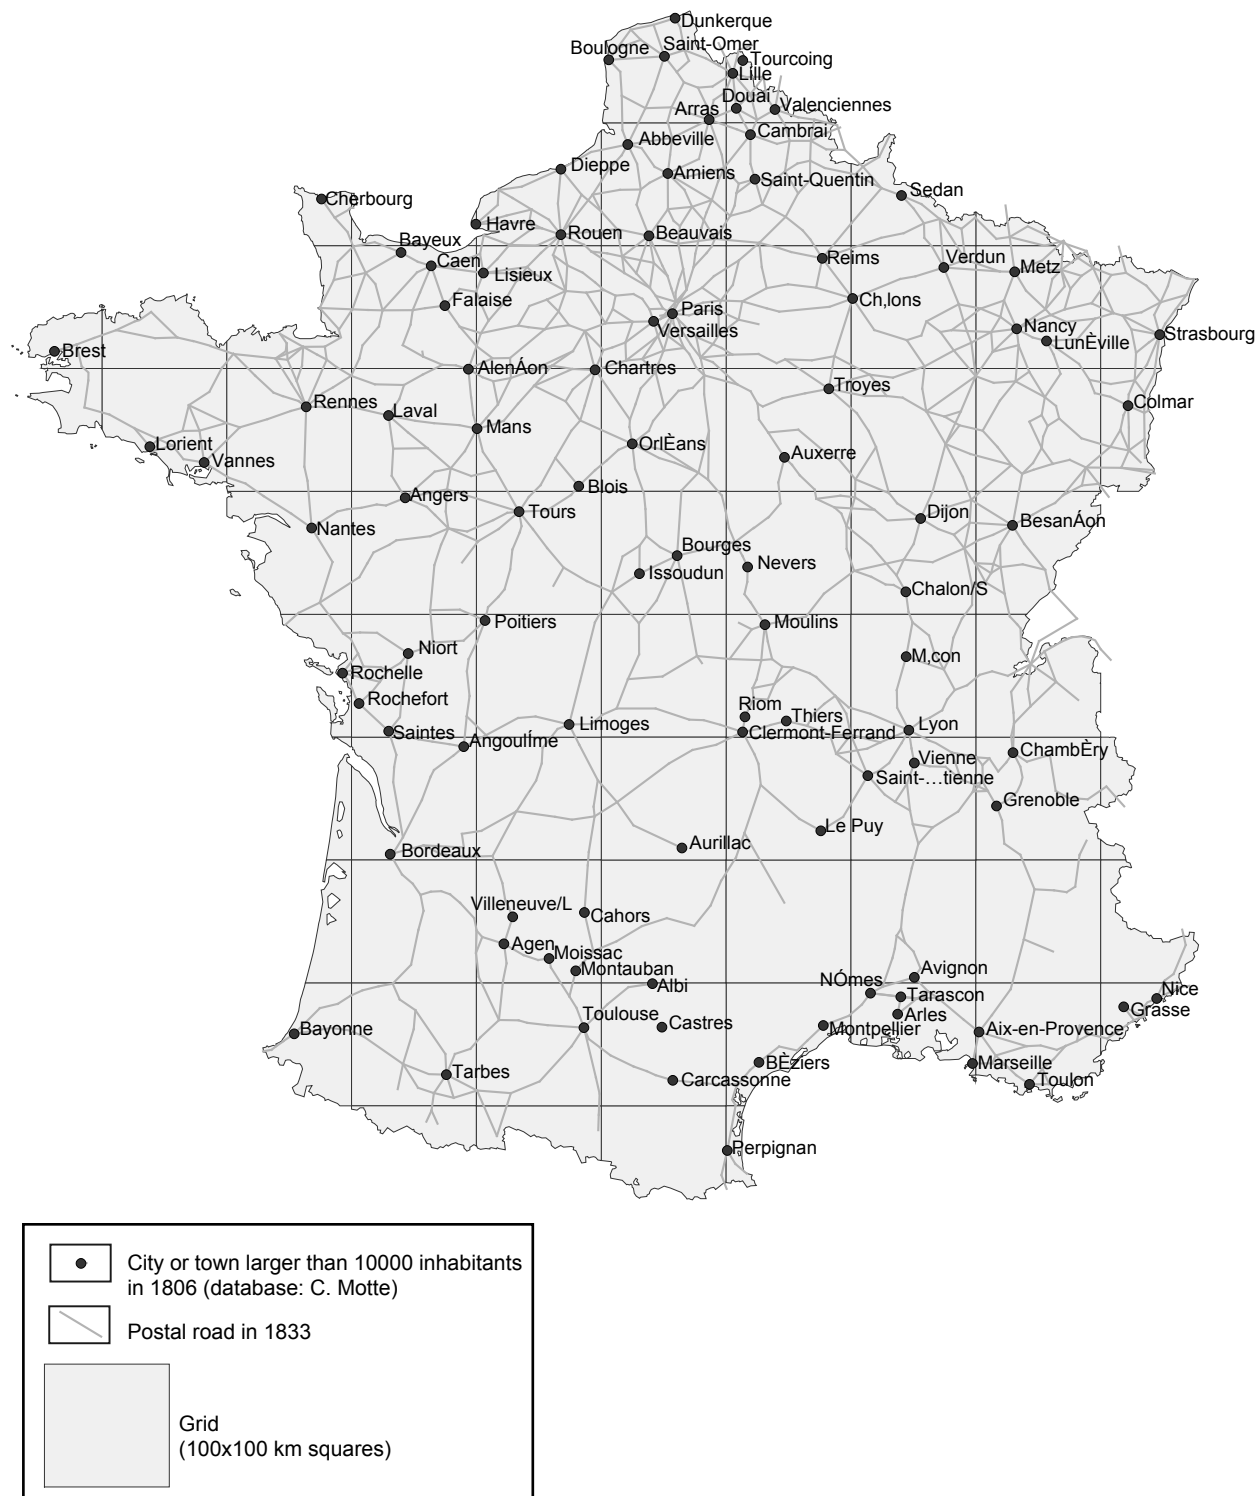 Dunkerque
Saint-Omer
Boulogne
Tourcoing
Lille
Douai
Valenciennes
Arras
Cambrai
Abbeville
Dieppe
Amiens
Saint-Quentin
Sedan
Cherbourg
Havre
Rouen
Beauvais
Bayeux
Caen
Lisieux
Reims
Verdun
Metz
Falaise
Ch,lons
Paris
Versailles
Nancy
LunÈville
Strasbourg
Brest
AlenÁon
Chartres
Troyes
Colmar
Rennes
Laval
Mans
OrlÈans
Auxerre
Lorient
Vannes
Angers
Blois
Tours
Dijon
BesanÁon
Nantes
Bourges
Issoudun
Nevers
Chalon/S
Poitiers
Moulins
Niort
M,con
Rochelle
Rochefort
Riom
Thiers
Saintes
Limoges
Clermont-Ferrand
Lyon
AngoulÍme
Vienne
ChambÈry
Saint-…tienne
Grenoble
Le Puy
Aurillac
Bordeaux
Villeneuve/L
Cahors
Agen
Moissac
Montauban
Albi
NÓmes
Avignon
Tarascon
Nice
Grasse
Arles
Toulouse
Castres
Montpellier
Aix-en-Provence
Bayonne
Tarbes
BÈziers
Marseille
Carcassonne
Toulon
Perpignan
City or town larger than 10000 inhabitants
in 1806 (database: C. Motte)
Postal road in 1833
Grid
(100x100 km squares)